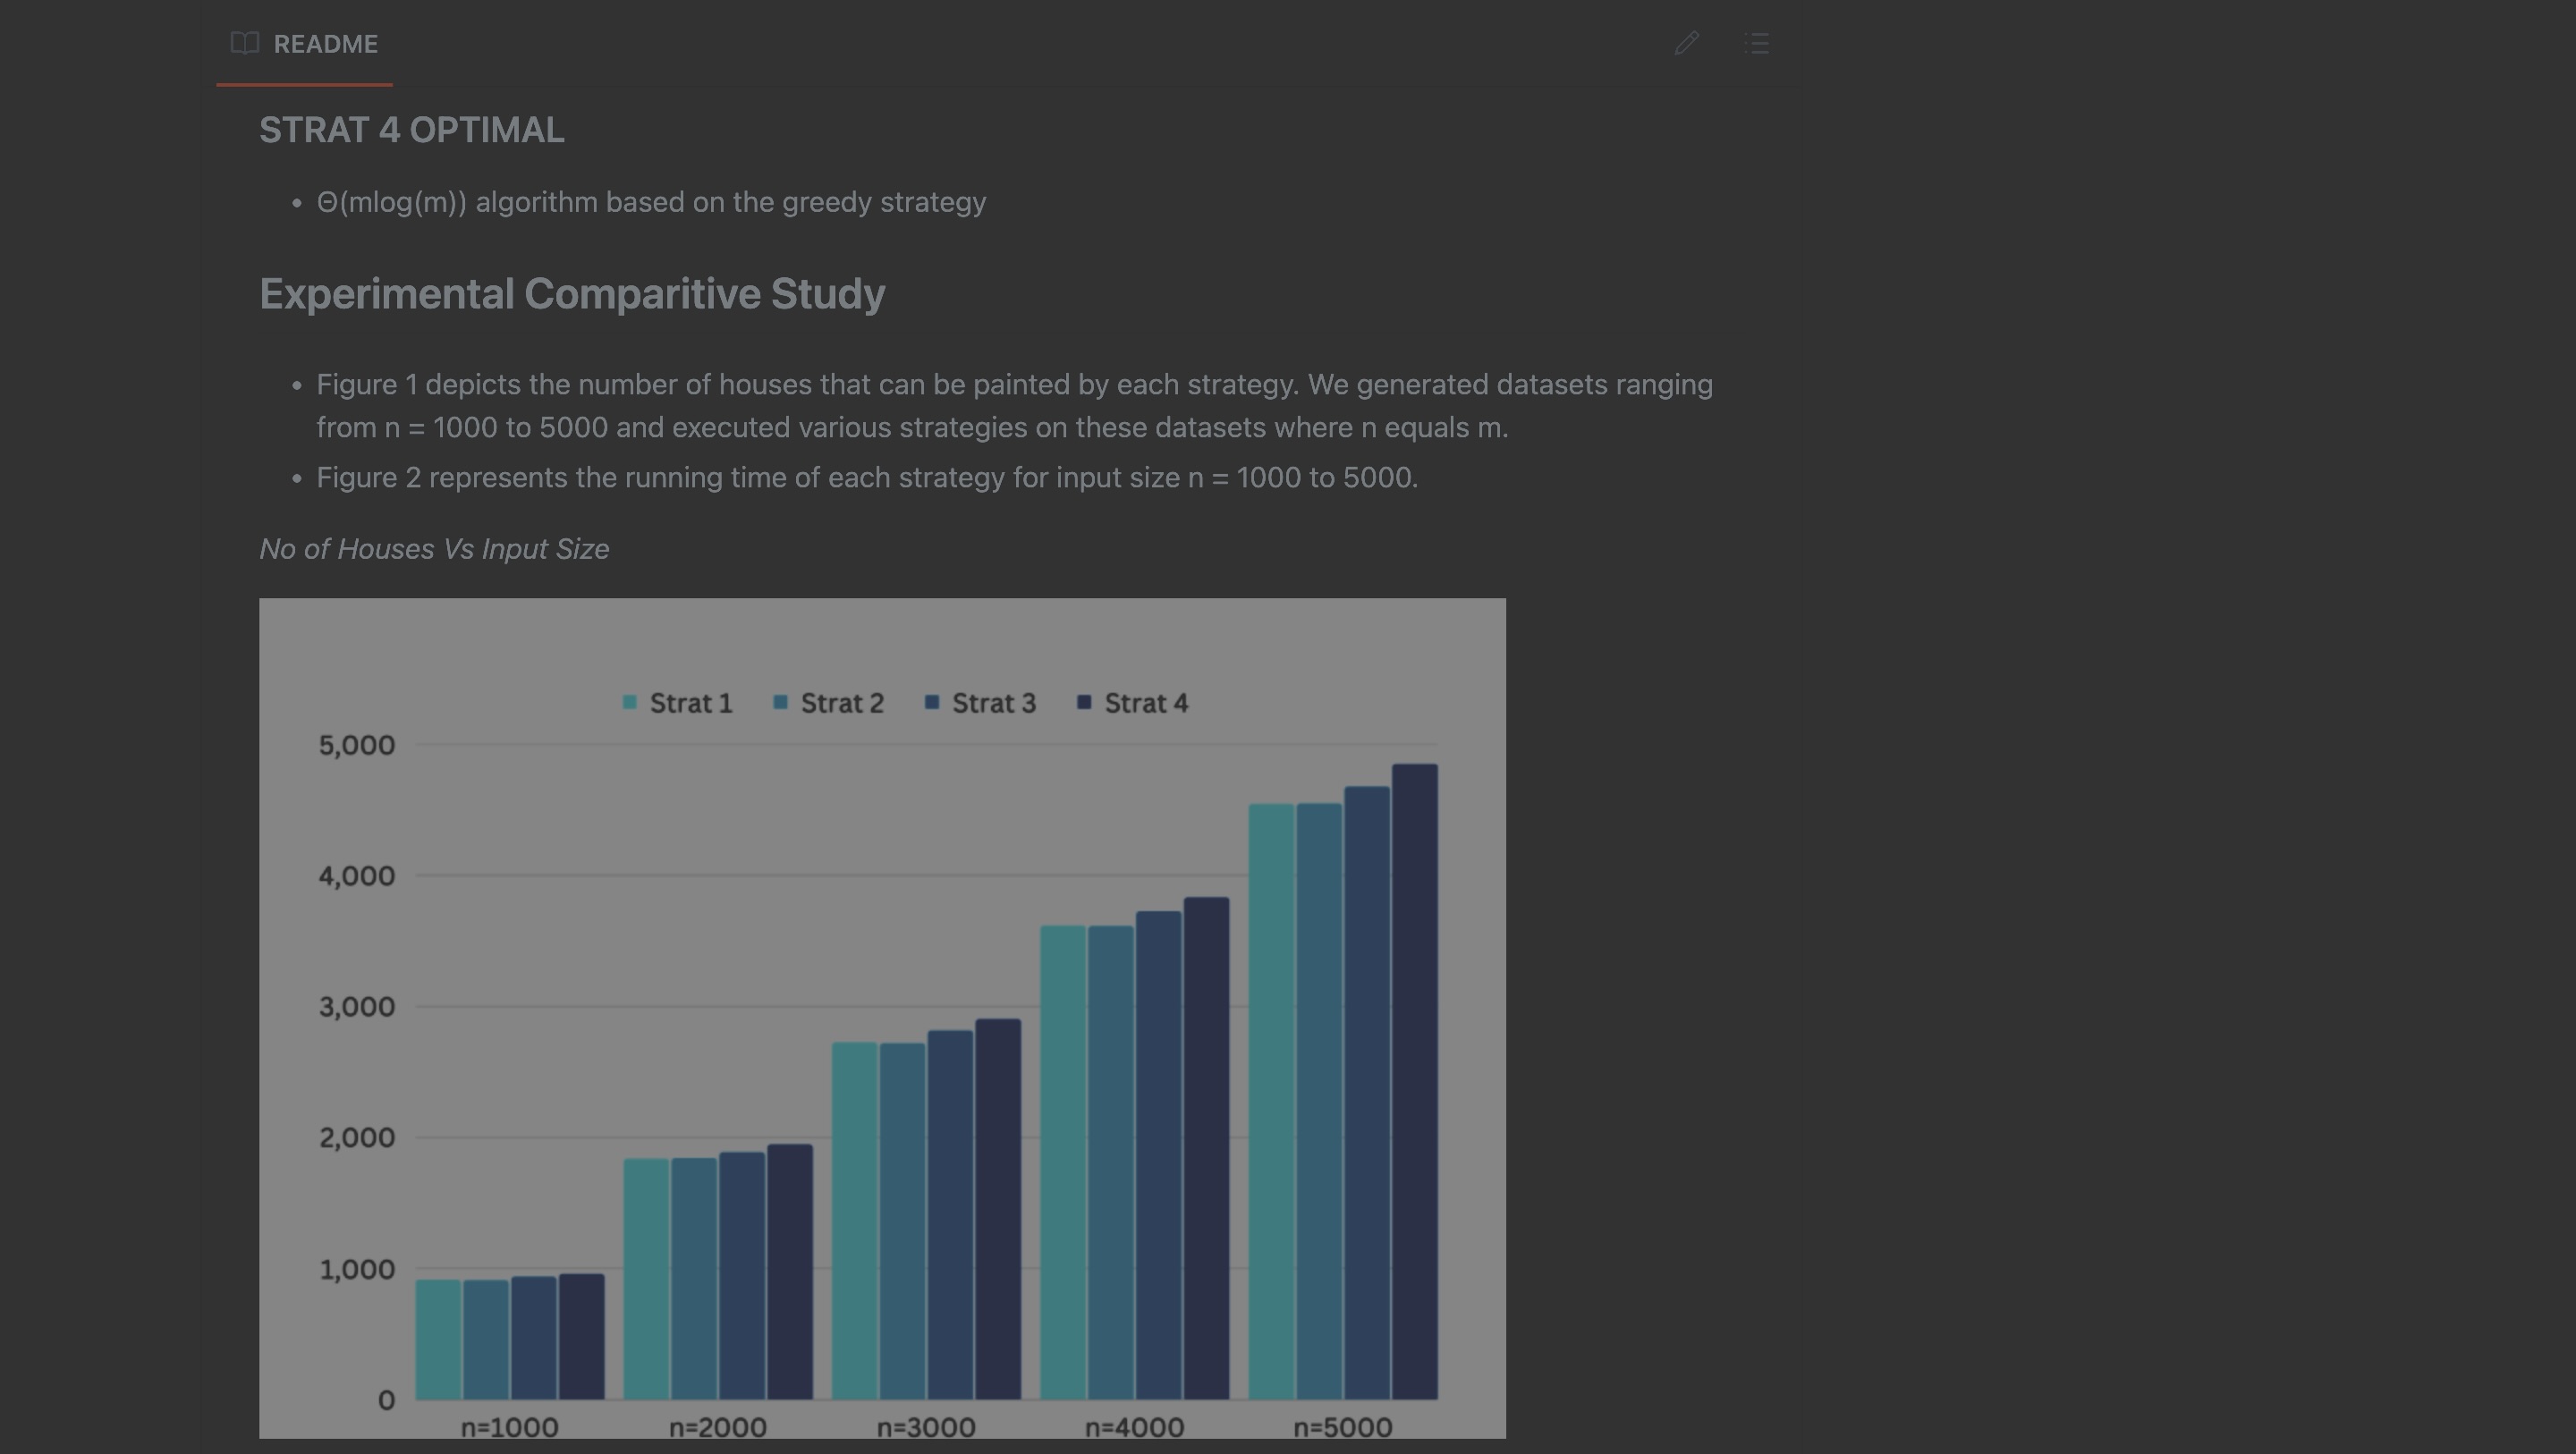 README
STRAT 4 OPTIMAL
• Θ(mlog(m)) algorithm based on the greedy strategy
Experimental Comparitive Study
• Figure 1 depicts the number of houses that can be painted by each strategy. We generated datasets ranging
from n = 1000 to 5000 and executed various strategies on these datasets where n equals m.
• Figure 2 represents the running time of each strategy for input size n = 1000 to 5000.
No of Houses Vs Input Size
Strat 1 Strat 2 Strat 3 Strat 4
5,000
4,000
3,000
2,000
1,000
0
n=1000 n=2000 n=3000 n=4000 n=5000